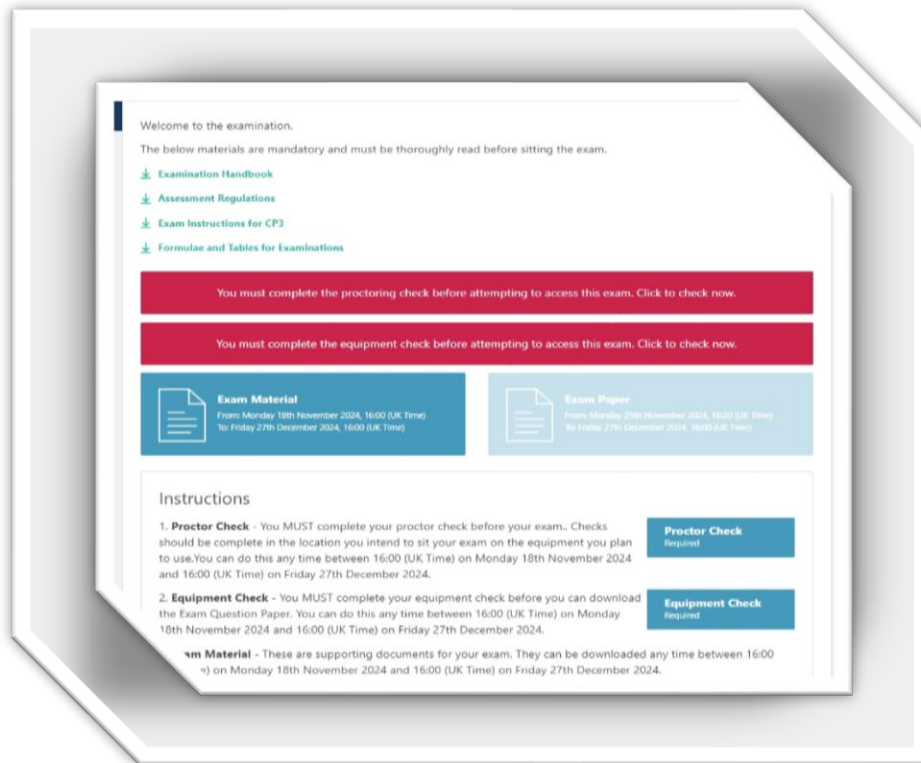 Welcome to the examination.
The below materials are mandatory and must be thoroughly read before sitting the exam.
Examination Handbook
Assessment Regulations
Exam Instructions for CP3
Formulae and Tables for Examinations
You must complete the proctoring check before attempting to access this exam. Click to check now.
You must complete the equipment check before attempting to access this exam. Click to check now.
Exam Material
From: Monday 18th November 2024, 16:00 (UK Time)
To: Friday 27th December 2024, 16:00 (UK Time)
Exam Paper
From: Monday 25th November 2024, (UK Time)
To: Friday 27th December 2024, 16:00 (UK Time)
Instructions
1. Proctor Check - You MUST complete your proctor check before your exam.. Checks
should be complete in the location you intend to sit your exam on the equipment you plan
to use.You can do this any time between 16:00 (UK Time) on Monday 18th November 2024
and 16:00 (UK Time) on Friday 27th December 2024.
Proctor Check
Required
2. Equipment Check - You MUST complete your equipment check before you can download
the Exam Question Paper. You can do this any time between 16:00 (UK Time) on Monday
18th November 2024 and 16:00 (UK Time) on Friday 27th December 2024.
Equipment Check
Required
Material - These are supporting documents for your exam. They can be downloaded any time between 16:00
on Monday 18th November 2024 and 16:00 (UK Time) on Friday 27th December 2024.